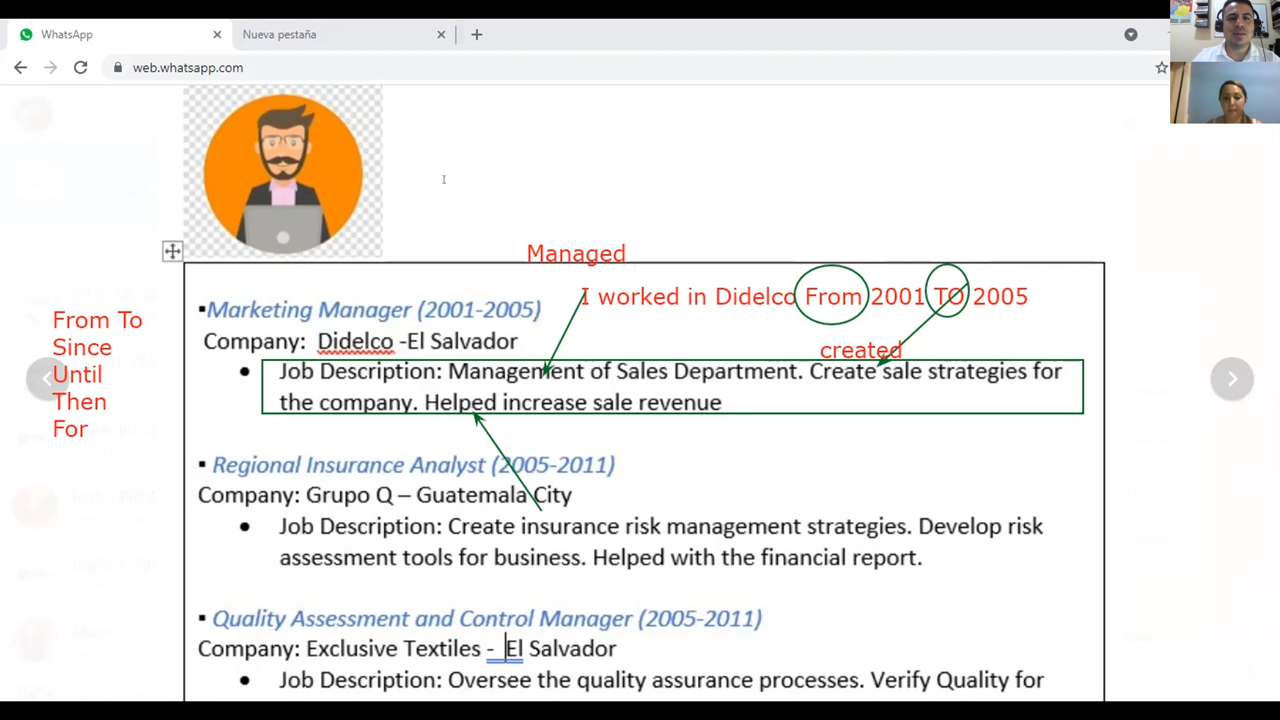 WhatsApp
Nueva pestaña
web.whatsapp.com
Managed
I worked in Didelco From 2001 TO 2005
▪Marketing Manager (2001-2005)
From To
Since
Until
Then
For
Company: Didelco -El Salvador
created
• Job Description: Management of Sales Department. Create sale strategies for
the company. Helped increase sale revenue
▪ Regional Insurance Analyst (2005-2011)
Company: Grupo Q – Guatemala City
• Job Description: Create insurance risk management strategies. Develop risk
assessment tools for business. Helped with the financial report.
▪ Quality Assessment and Control Manager (2005-2011)
Company: Exclusive Textiles - El Salvador
• Job Description: Oversee the quality assurance processes. Verify Quality for